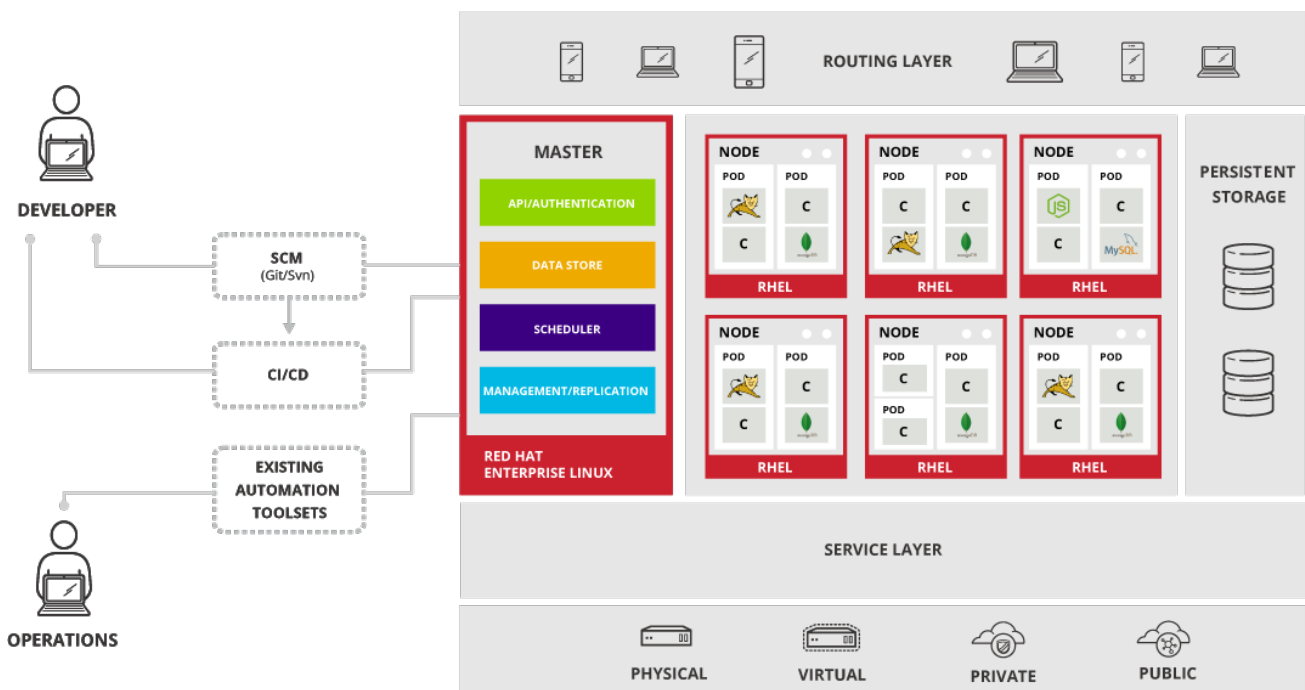 ROUTING LAYER
DEVELOPER
SCM
(Git/Svn)
CI/CD
EXISTING
AUTOMATION
TOOLSETS
OPERATIONS
MASTER
API/AUTHENTICATION
DATA STORE
SCHEDULER
MANAGEMENT/REPLICATION
RED HAT
ENTERPRISE LINUX
NODE
POD
POD
C
C
RHEL
NODE
POD
POD
C
C
RHEL
NODE
POD
POD
JS
C
C
MySQL
RHEL
NODE
POD
POD
C
C
RHEL
NODE
POD
C
POD
C
POD
C
RHEL
NODE
POD
POD
C
C
RHEL
PERSISTENT
STORAGE
SERVICE LAYER
PHYSICAL
VIRTUAL
PRIVATE
PUBLIC